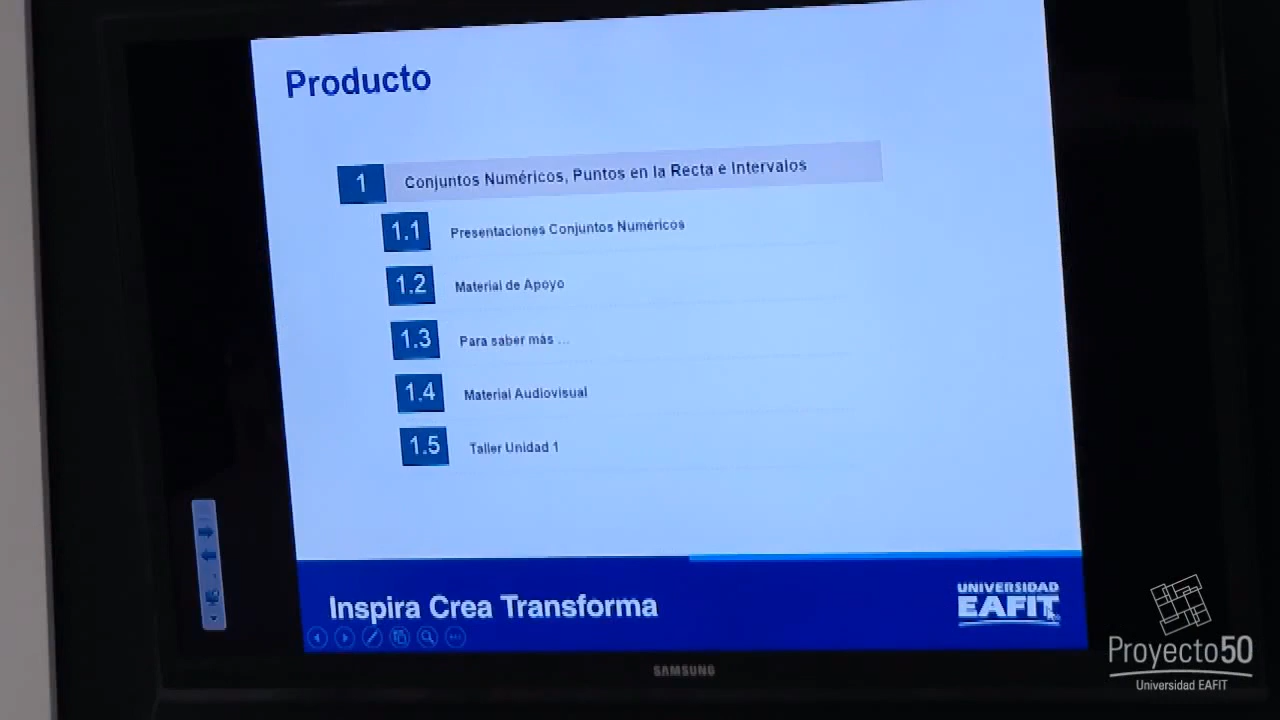 Producto
1 Conjuntos Numéricos, Puntos en la Recta e Intervalos
1.1 Presentaciones Conjuntos Numéricos
1.2 Material de Apoyo
1.3 Para saber más ...
1.4 Material Audiovisual
1.5 Taller Unidad 1
Inspira Crea Transforma
UNIVERSIDAD
EAFIT
SAMSUNG
Proyecto50
Universidad EAFIT